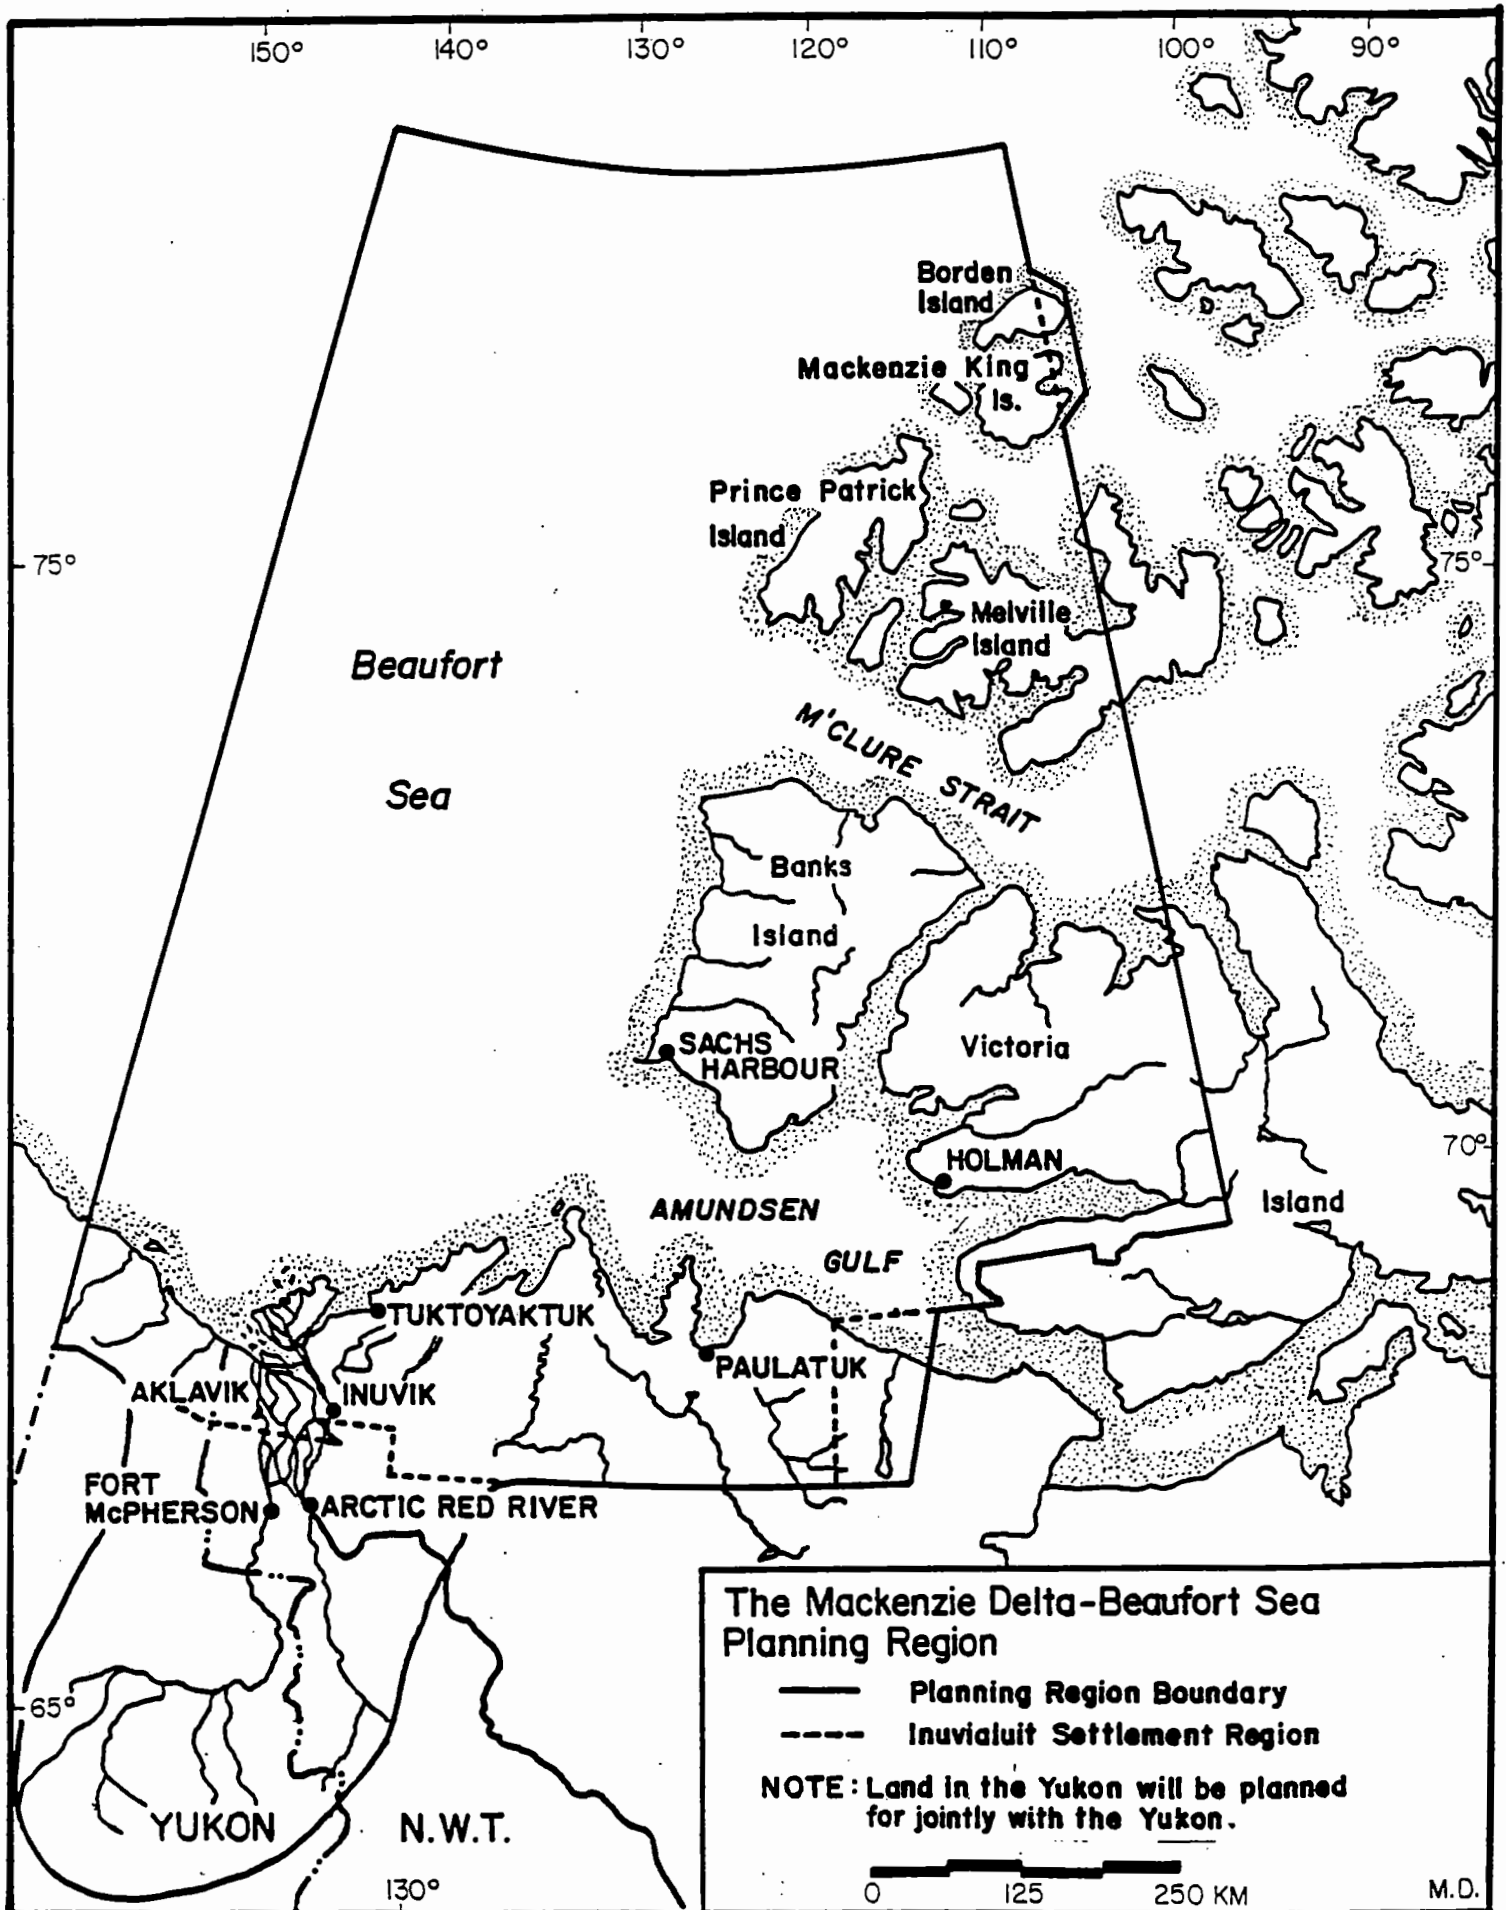 150° 140° 130° 120° 110° 100° 90°
Borden
Island
Mackenzie King
Is.
Prince Patrick
Island
75° 75°
Melville
Island
Beaufort
Sea
M'CLURE STRAIT
Banks
Island
SACHS
HARBOUR
Victoria
70°
HOLMAN
Island
AMUNDSEN
GULF
TUKTOYAKTUK
PAULATUK
AKLAVIK
INUVIK
FORT
McPHERSON
ARCTIC RED RIVER
65°
YUKON
N.W.T.
130°
The Mackenzie Delta-Beaufort Sea
Planning Region
Planning Region Boundary
Inuvialuit Settlement Region
NOTE: Land in the Yukon will be planned
for jointly with the Yukon.
0 125 250 KM
M.D.